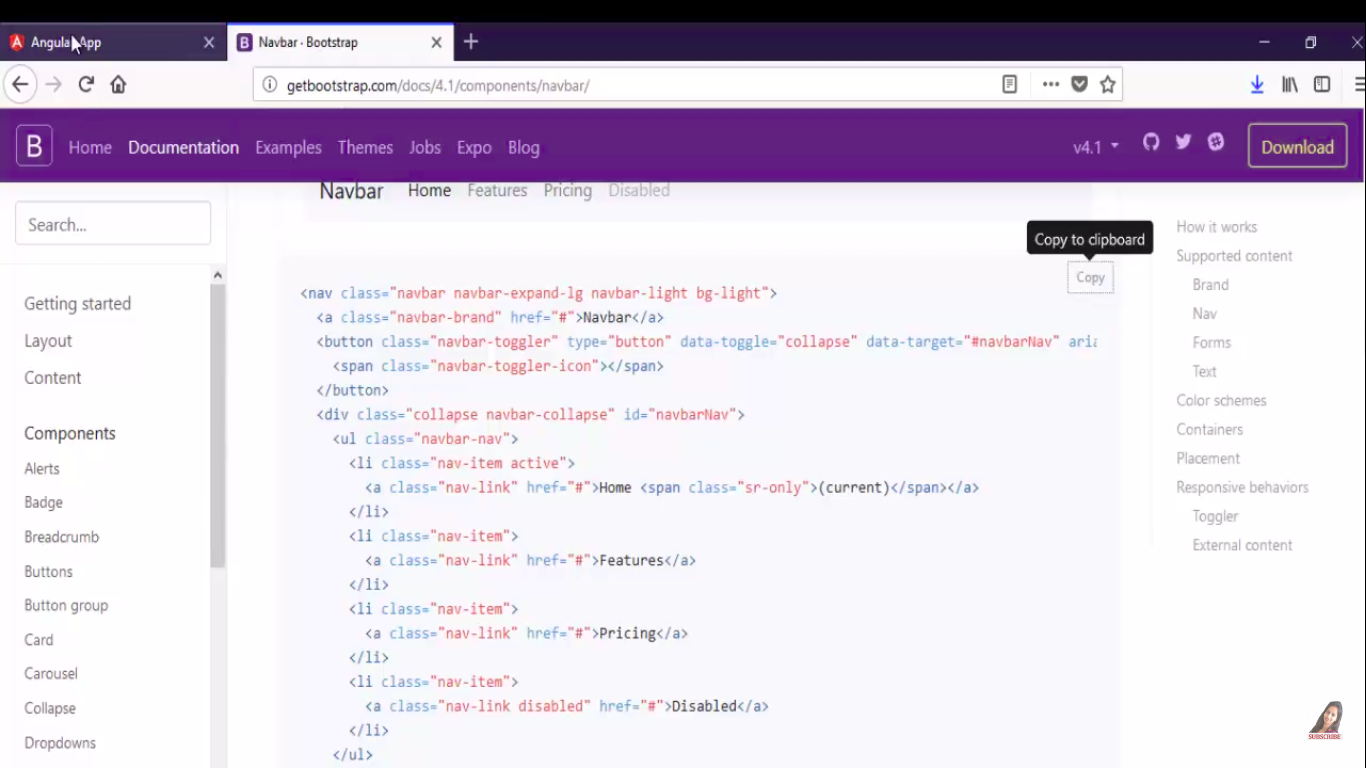 Angular App
Navbar · Bootstrap
getbootstrap.com/docs/4.1/components/navbar/
B Home Documentation Examples Themes Jobs Expo Blog v4.1 Download
Navbar Home Features Pricing Disabled
Search...
Getting started
Layout
Content
Components
Alerts
Badge
Breadcrumb
Buttons
Button group
Card
Carousel
Collapse
Dropdowns
Copy to clipboard
Copy
<nav class="navbar navbar-expand-lg navbar-light bg-light">
<a class="navbar-brand" href="#">Navbar</a>
<button class="navbar-toggler" type="button" data-toggle="collapse" data-target="#navbarNav" aria
<span class="navbar-toggler-icon"></span>
</button>
<div class="collapse navbar-collapse" id="navbarNav">
<ul class="navbar-nav">
<li class="nav-item active">
<a class="nav-link" href="#">Home <span class="sr-only">(current)</span></a>
</li>
<li class="nav-item">
<a class="nav-link" href="#">Features</a>
</li>
<li class="nav-item">
<a class="nav-link" href="#">Pricing</a>
</li>
<li class="nav-item">
<a class="nav-link disabled" href="#">Disabled</a>
</li>
</ul>
How it works
Supported content
Brand
Nav
Forms
Text
Color schemes
Containers
Placement
Responsive behaviors
Toggler
External content
SUBSCRIBE